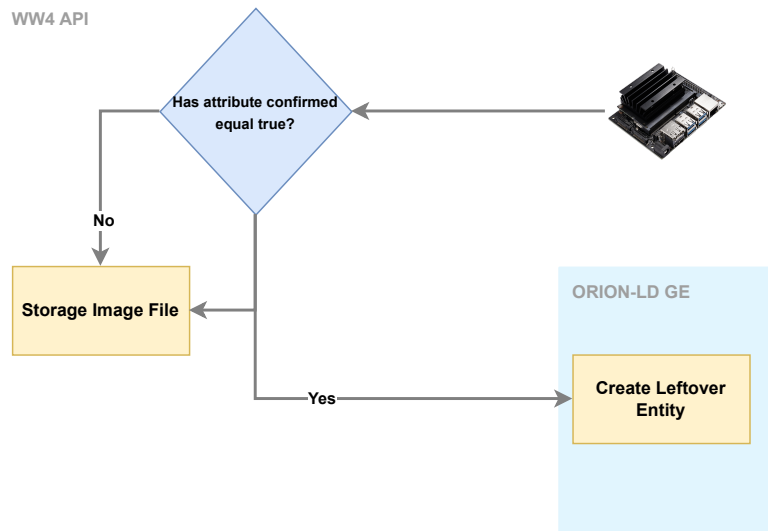 WW4 API
Has attribute confirmed
equal true?
No
Storage Image File
ORION-LD GE
Create Leftover
Entity
Yes